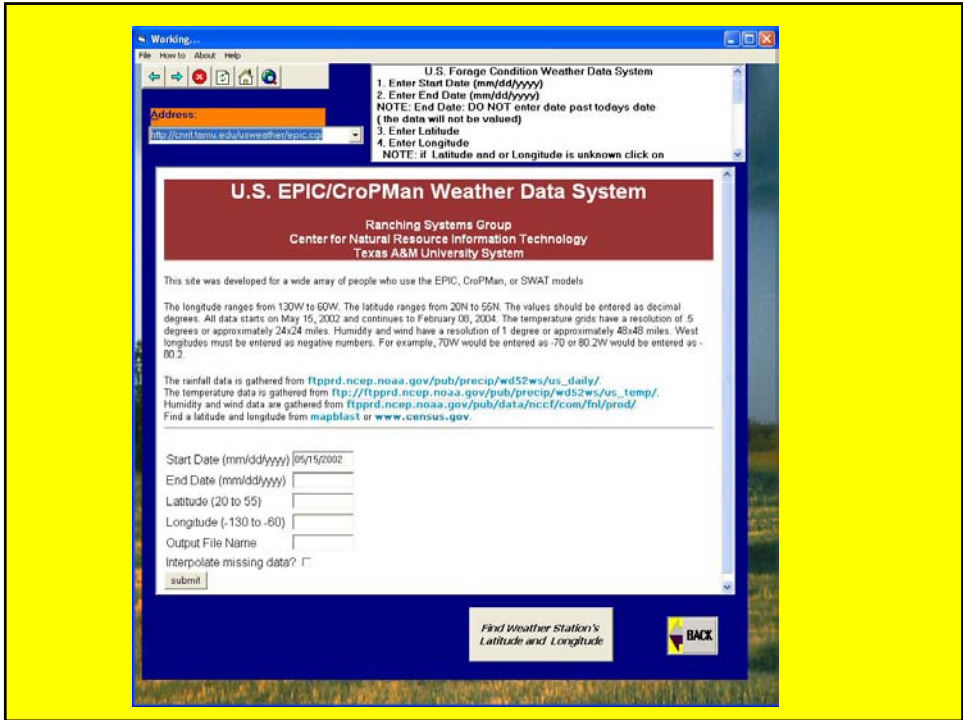 Working...
File How to About Help
U.S. Forage Condition Weather Data System
1. Enter Start Date (mm/dd/yyyy)
2. Enter End Date (mm/dd/yyyy)
NOTE: End Date: DO NOT enter date past todays date
( the data will not be valued)
3. Enter Latitude
4. Enter Longitude
NOTE: if Latitude and or Longitude is unknown click on
Address:
http://cnrit.tamu.edu/usweather/epic.cgi
U.S. EPIC/CroPMan Weather Data System
Ranching Systems Group
Center for Natural Resource Information Technology
Texas A&M University System
This site was developed for a wide array of people who use the EPIC, CroPMan, or SWAT models
The longitude ranges from 130W to 60W. The latitude ranges from 20N to 55N. The values should be entered as decimal
degrees. All data starts on May 15, 2002 and continues to February 08, 2004. The temperature grids have a resolution of .5
degrees or approximately 24x24 miles. Humidity and wind have a resolution of 1 degree or approximately 48x48 miles. West
longitudes must be entered as negative numbers. For example, 70W would be entered as -70 or 80.2W would be entered as -
80.2.
The rainfall data is gathered from ftpprd.ncep.noaa.gov/pub/precip/wd52ws/us_daily/.
The temperature data is gathered from ftp://ftpprd.ncep.noaa.gov/pub/precip/wd52ws/us_temp/.
Humidity and wind data are gathered from ftpprd.ncep.noaa.gov/pub/data/nccf/com/fnl/prod/
Find a latitude and longitude from mapblast or www.census.gov.
Start Date (mm/dd/yyyy) 05/15/2002
End Date (mm/dd/yyyy)
Latitude (20 to 55)
Longitude (-130 to -60)
Output File Name
Interpolate missing data?
submit
Find Weather Station's
Latitude and Longitude
BACK